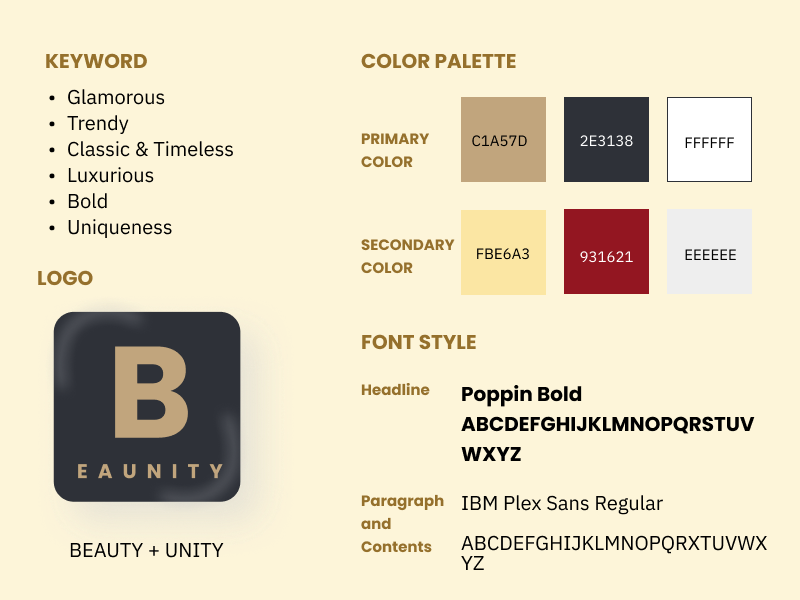 KEYWORD
• Glamorous
• Trendy
• Classic & Timeless
• Luxurious
• Bold
• Uniqueness
LOGO
B
EAUNITY
BEAUTY + UNITY
COLOR PALETTE
PRIMARY
COLOR
C1A57D
2E3138
FFFFFF
SECONDARY
COLOR
FBE6A3
931621
EEEEEE
FONT STYLE
Headline
Poppin Bold
ABCDEFGHIJKLMNOPQRSTUV
WXYZ
Paragraph
and
Contents
IBM Plex Sans Regular
ABCDEFGHIJKLMNOPQRXTUVWX
YZ